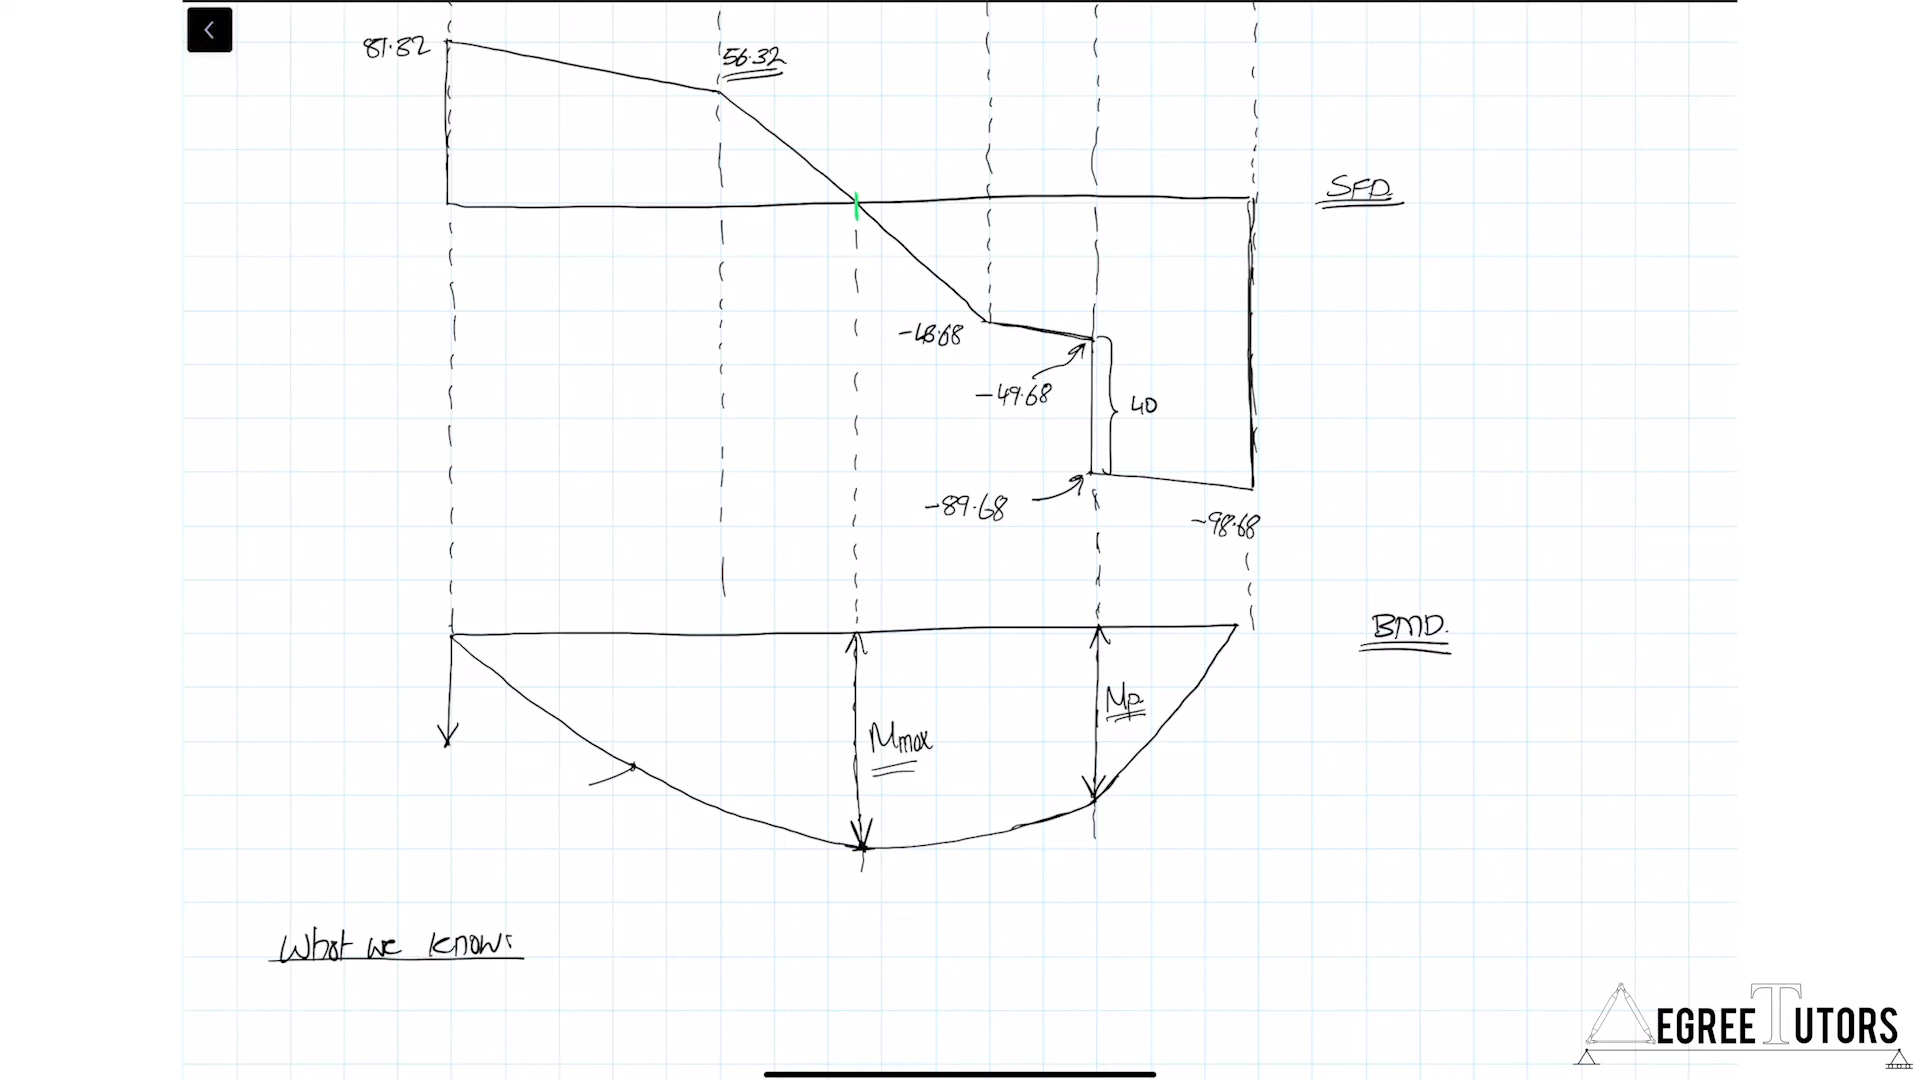 81.82
56.32
SFD.
-48.68
-49.68
40
-89.68
-98.68
BMD.
Mp
Mmax
What we know:
DEGREE TUTORS